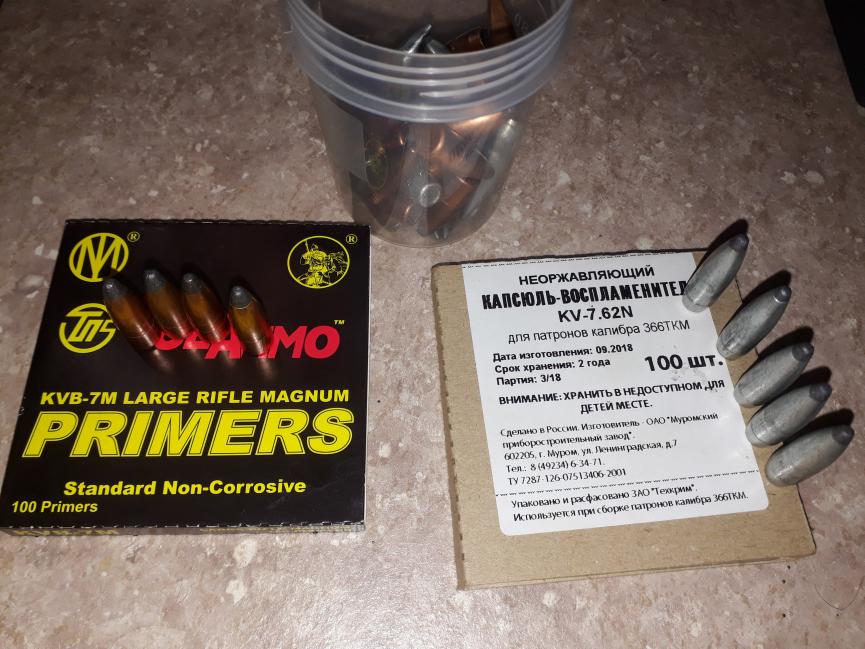 KVB-7M LARGE RIFLE MAGNUM
PRIMERS
Standard Non-Corrosive
100 Primers
KVB-7M
НЕОРЖАВЛЯЮЩИЙ
КАПСЮЛЬ-ВОСПЛАМЕНИТЕЛ
KV-7.62N
для патронов калибра 366ТКМ
Дата изготовления: 09.2018
Срок хранения: 2 года
Партия: 3/18
100 шт.
ВНИМАНИЕ: ХРАНИТЬ В НЕДОСТУПНОМ ДЛЯ
ДЕТЕЙ МЕСТЕ.
Сделано в России. Изготовитель - ОАО "Муромский
приборостроительный завод".
602205, г. Муром, ул. Ленинградская, д.7
Тел.: 8 (49234) 6-34-71.
ТУ 7287-126-07513406-2001
Упаковано и расфасовано ЗАО "Техкрим".
Используется при сборке патронов калибра 366ТКМ.